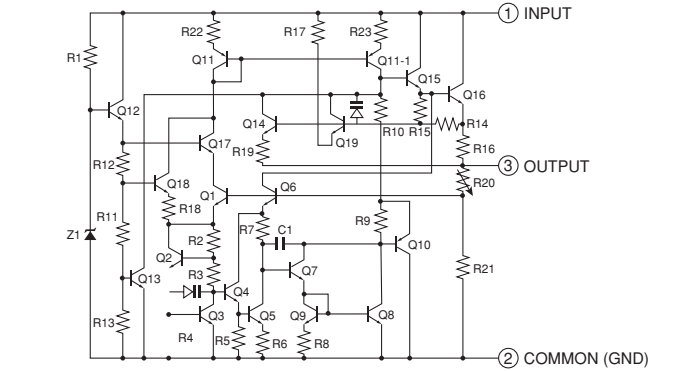 1 INPUT
R22 R17 R23
R1
Q11 Q11-1 Q15
Q16
Q12
Q14 R10 R15 R14
Q17 Q19
R19 R16
R12 3 OUTPUT
Q18 Q6 R20
Q1
R18
R11 R9
R7 C1
Z1 R2 Q10
Q2
R3 Q7 R21
Q13
Q4
Q3 Q5 Q9 Q8
R13
R4 R5 R6 R8
2 COMMON (GND)